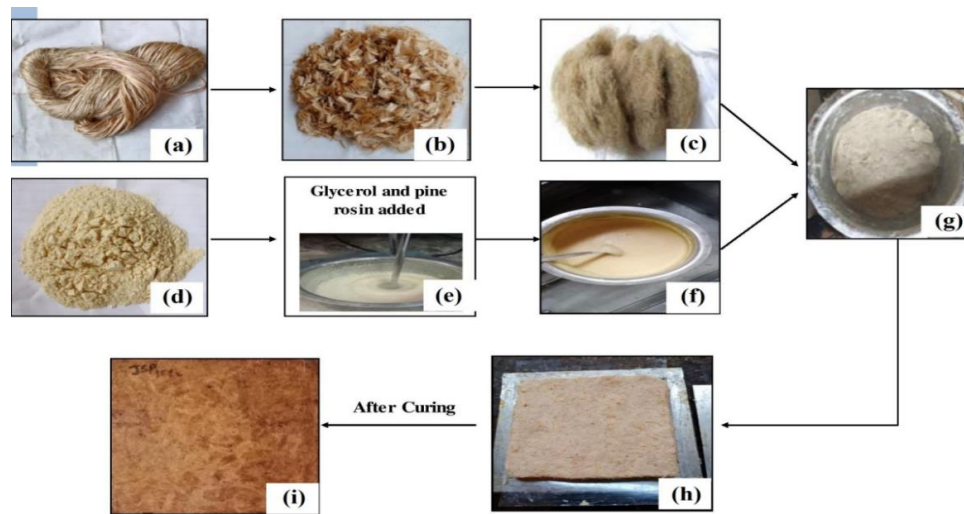 (a)
(b)
(c)
Glycerol and pine
rosin added
(d)
(e)
(f)
(g)
After Curing
(i)
(h)